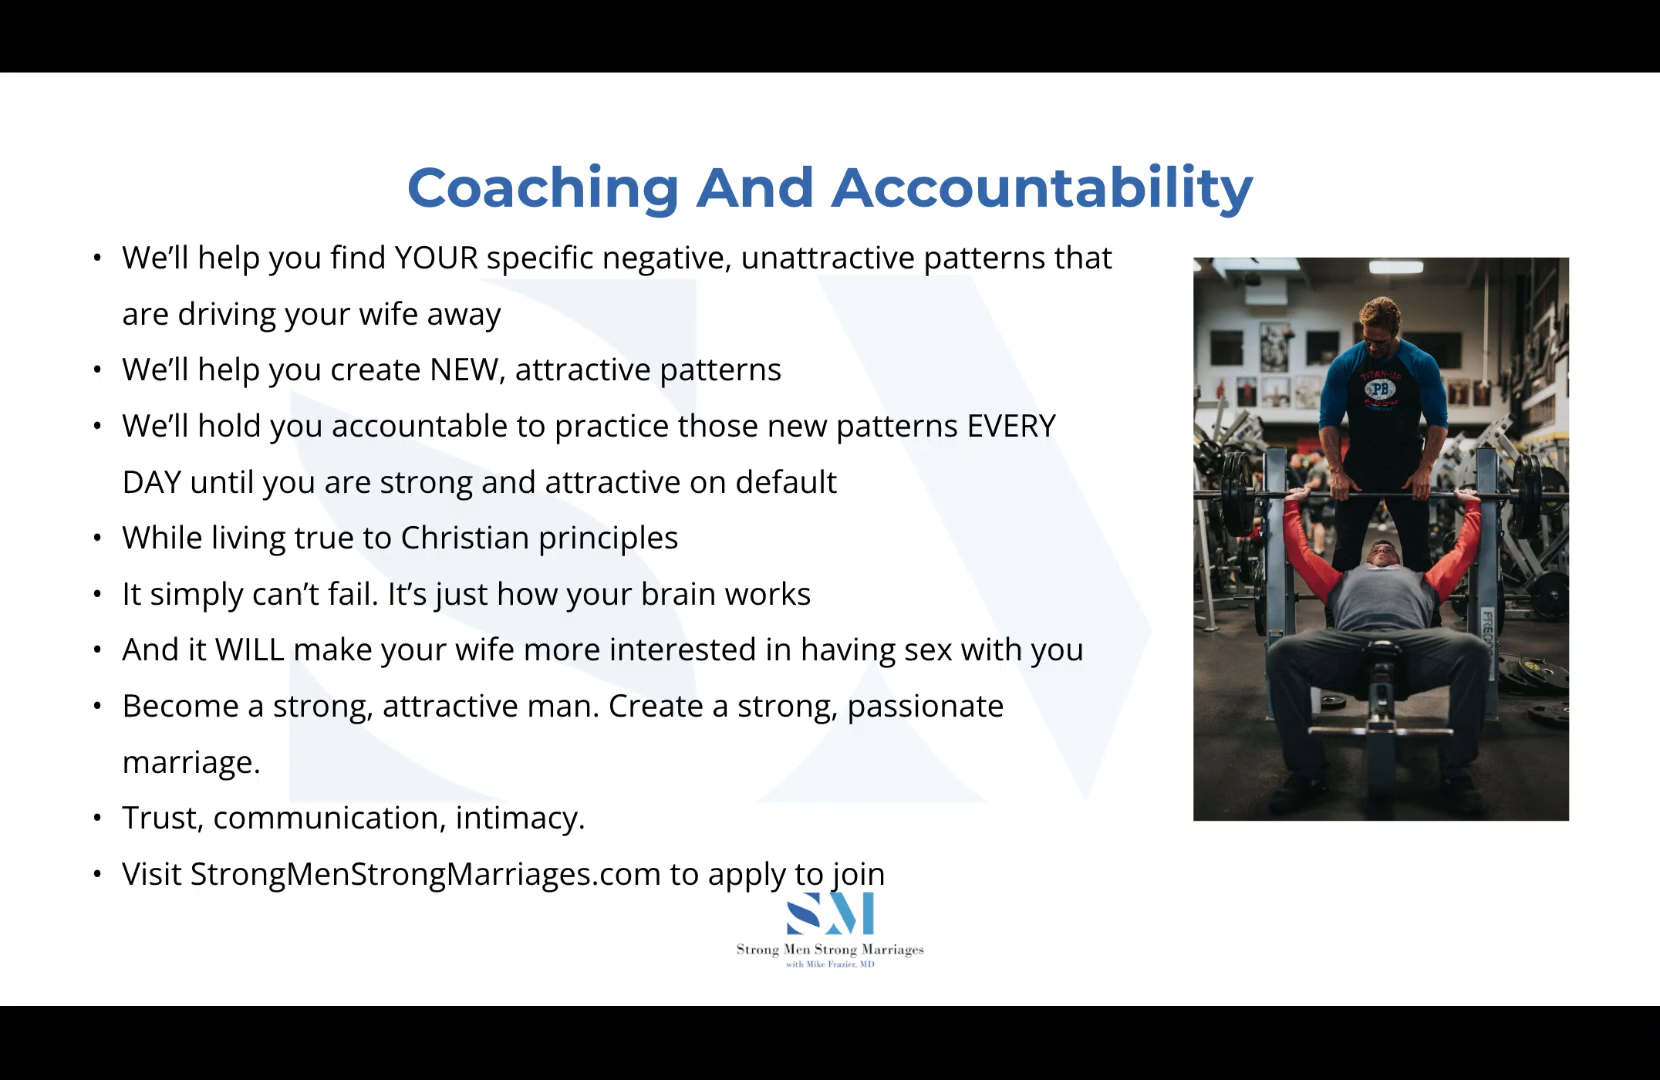 Coaching And Accountability
• We’ll help you find YOUR specific negative, unattractive patterns that
are driving your wife away
• We’ll help you create NEW, attractive patterns
• We’ll hold you accountable to practice those new patterns EVERY
DAY until you are strong and attractive on default
• While living true to Christian principles
• It simply can’t fail. It’s just how your brain works
• And it WILL make your wife more interested in having sex with you
• Become a strong, attractive man. Create a strong, passionate
marriage.
• Trust, communication, intimacy.
• Visit StrongMenStrongMarriages.com to apply to join
SM
Strong Men Strong Marriages
with Mike Frazier, MD
PB